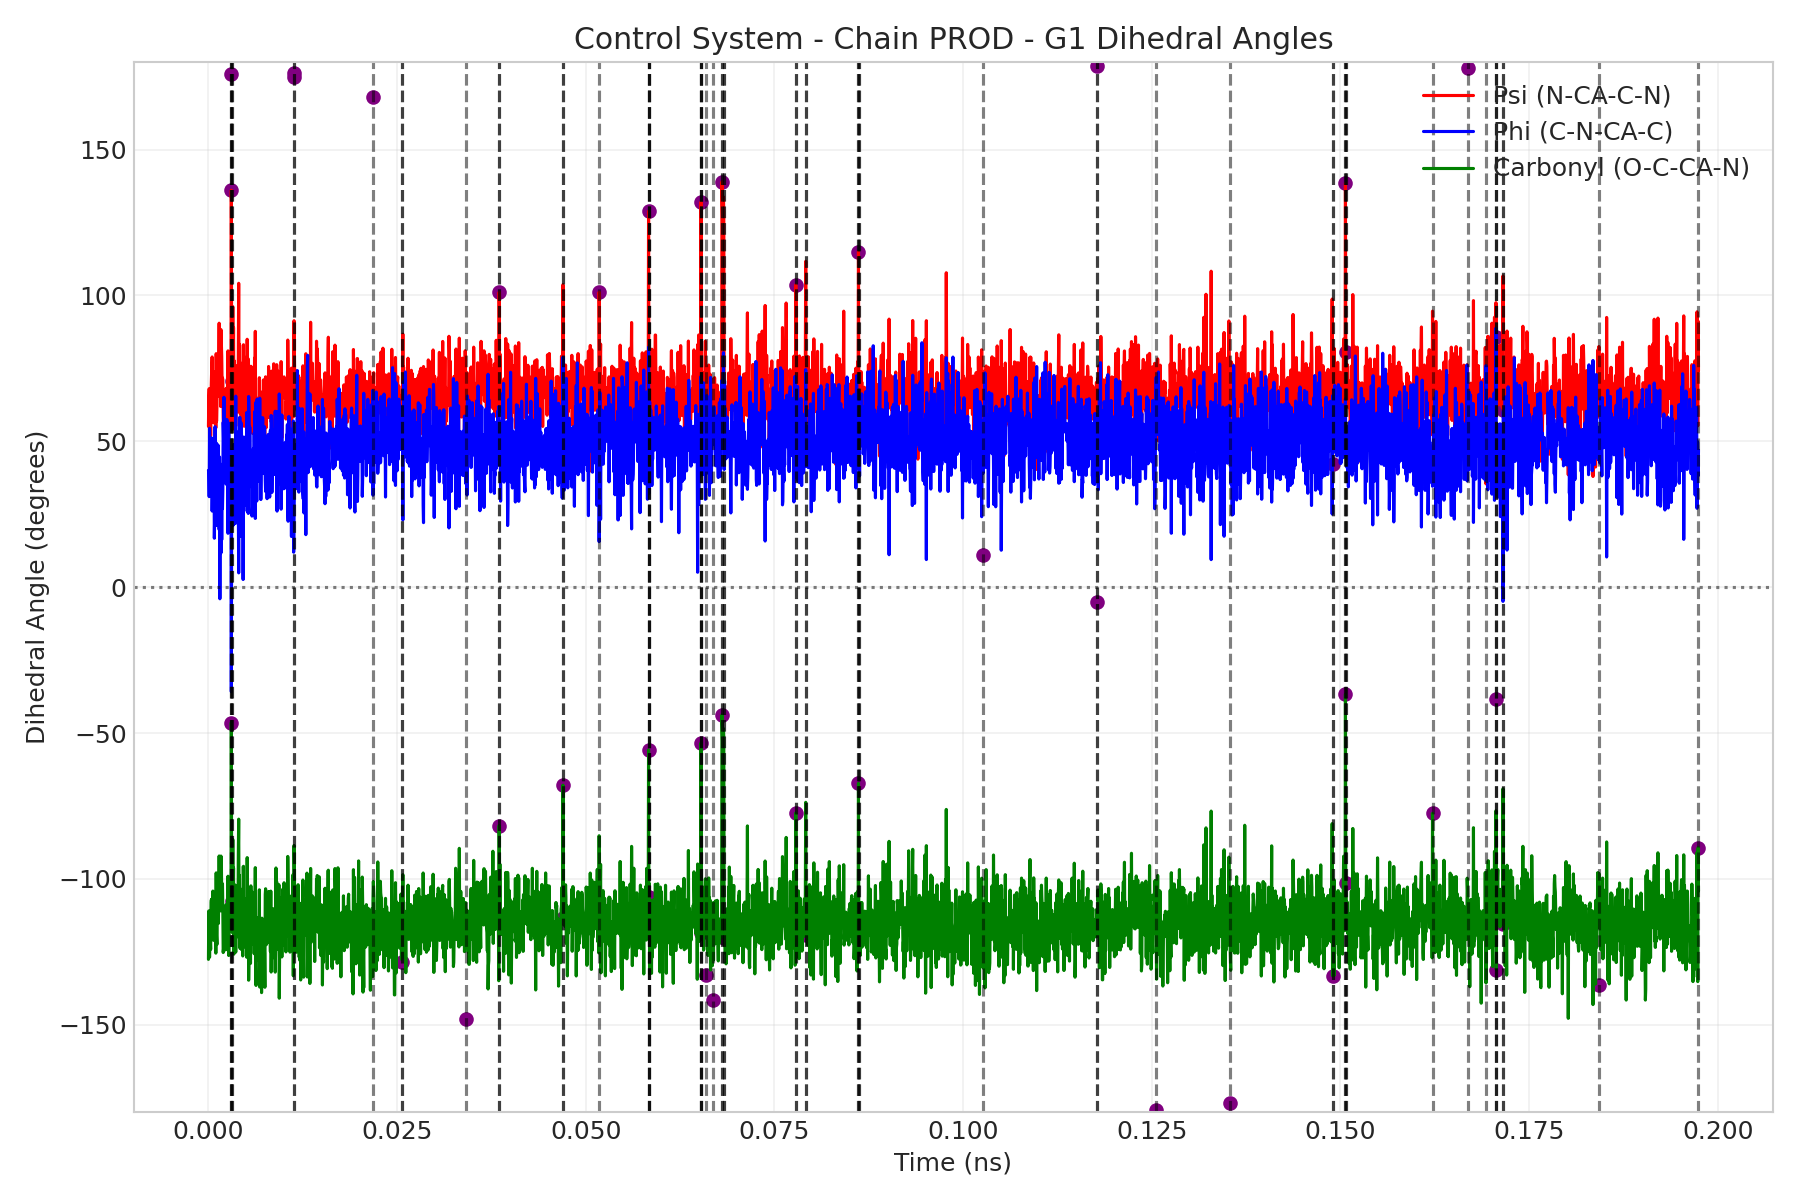 Control System - Chain PROD - G1 Dihedral Angles
Psi (N-CA-C-N)
Phi (C-N-CA-C)
Carbonyl (O-C-CA-N)
Dihedral Angle (degrees)
150
100
50
0
−50
−100
−150
0.000 0.025 0.050 0.075 0.100 0.125 0.150 0.175 0.200
Time (ns)